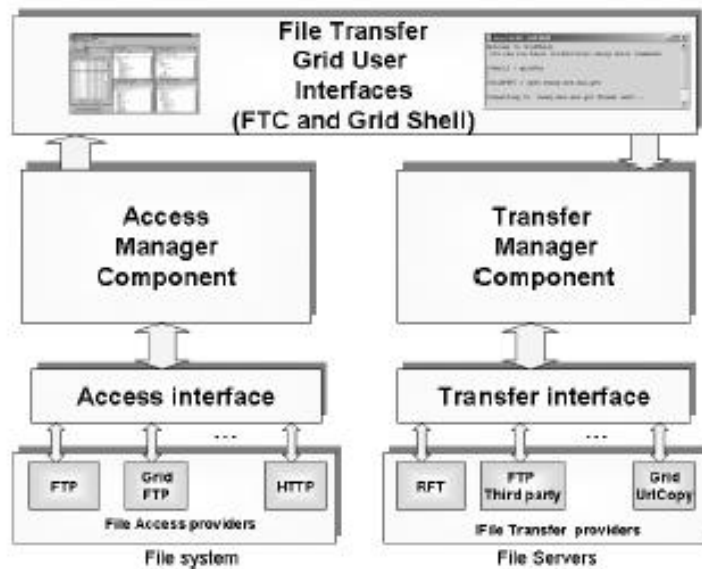 File Transfer
Grid User
Interfaces
(FTC and Grid Shell)
Access
Manager
Component
Transfer
Manager
Component
Access interface
Transfer interface
...
...
FTP
Grid
FTP
HTTP
RFT
FTP
Third party
Grid
UrlCopy
File Access providers
IFile Transfer providers
File system
File Servers